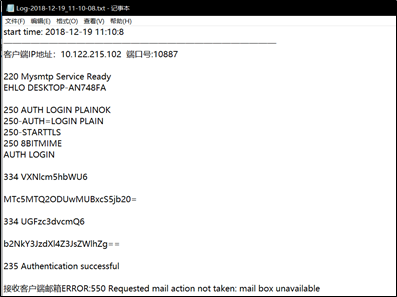 Log-2018-12-19_11-10-08.txt - 记事本
文件(F) 编辑(E) 格式(O) 查看(V) 帮助(H)
start time: 2018-12-19 11:10:8
客户端IP地址：10.122.215.102 端口号:10887
220 Mysmtp Service Ready
EHLO DESKTOP-AN748FA
250 AUTH LOGIN PLAINOK
250-AUTH=LOGIN PLAIN
250-STARTTLS
250 8BITMIME
AUTH LOGIN
334 VXNlcm5hbWU6
MTc5MTQ2ODUwMUBxcS5jb20=
334 UGFzc3dvcmQ6
b2NkY3JzdXl4Z3JsZWlhZg==
235 Authentication successful
接收客户端邮箱ERROR:550 Requested mail action not taken: mail box unavailable